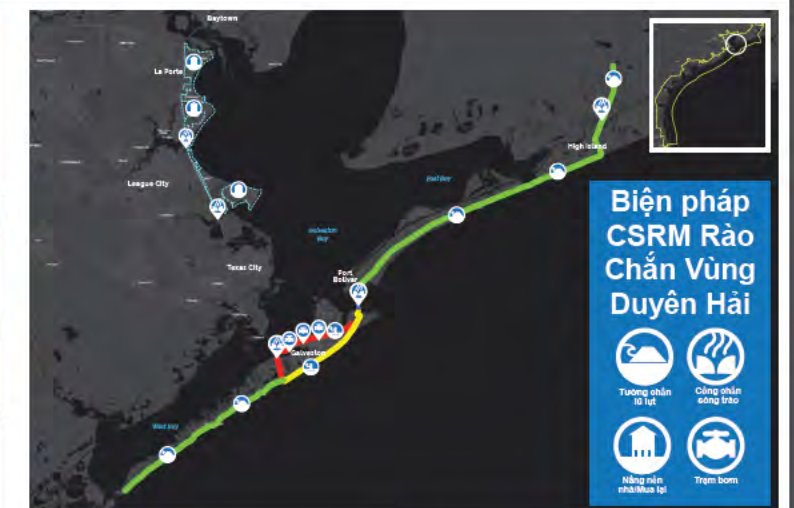 Baytown
La Porte
High Island
League City
East Bay
Galveston
Bay
Texas City
Port
Bolivar
Galveston
West Bay
Biện pháp
CSRM Rào
Chắn Vùng
Duyên Hải
Tường chắn
lũ lụt
Cống chắn
sóng trào
Nâng nền
nhà/Mua lại
Trạm bơm